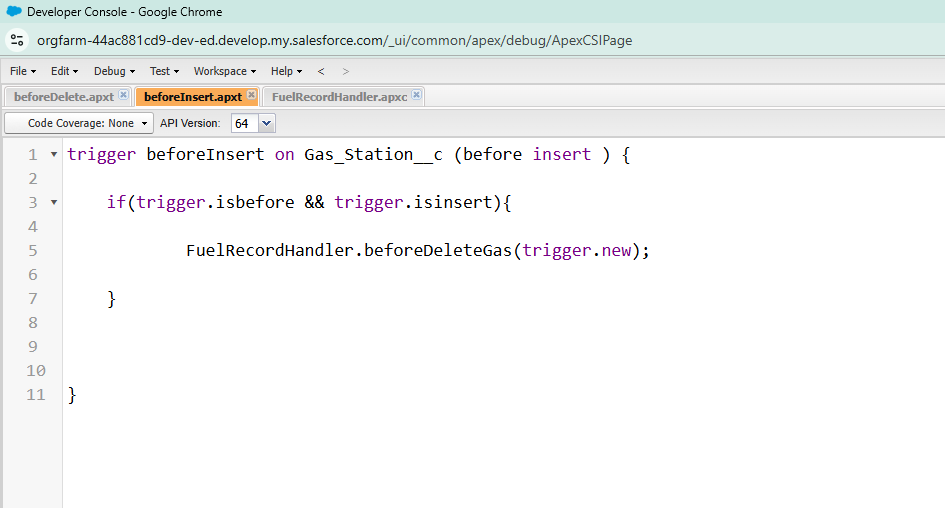 Developer Console - Google Chrome
orgfarm-44ac881cd9-dev-ed.develop.my.salesforce.com/_ui/common/apex/debug/ApexCSIPage
File Edit Debug Test Workspace Help < >
beforeDelete.apxt beforeInsert.apxt FuelRecordHandler.apxc
Code Coverage: None API Version: 64
1 trigger beforeInsert on Gas_Station__c (before insert ) {
2
3 if(trigger.isbefore && trigger.isinsert){
4
5 FuelRecordHandler.beforeDeleteGas(trigger.new);
6
7 }
8
9
10
11 }